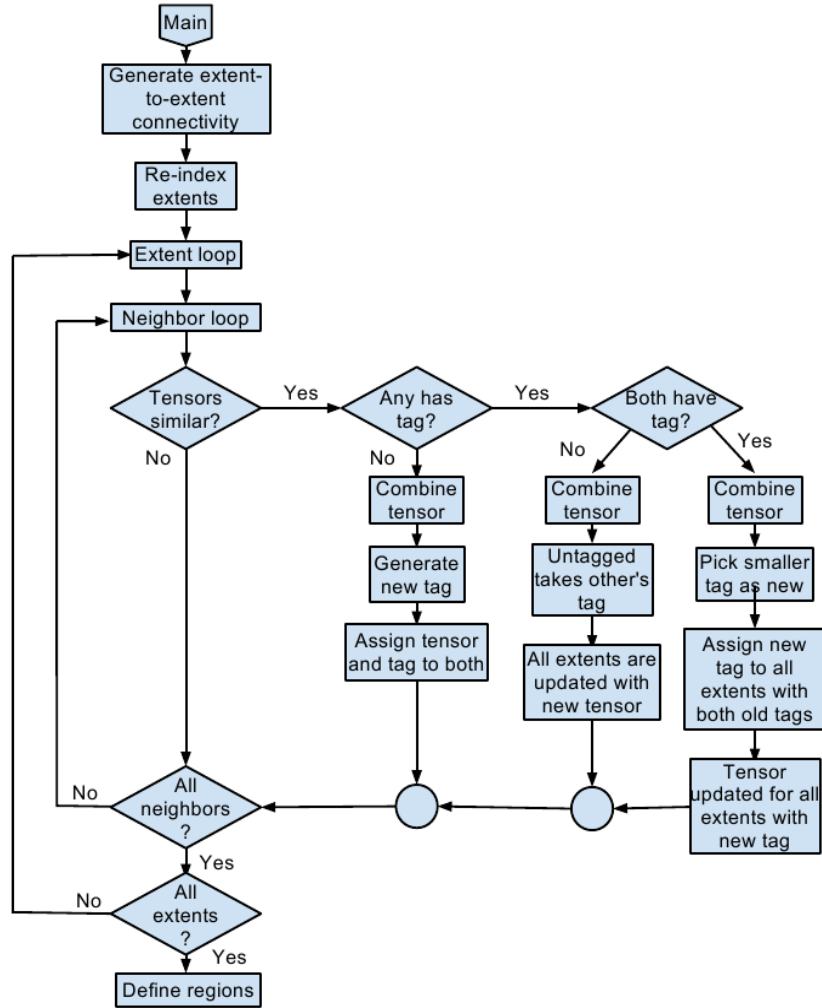 Main
Generate extent-
to-extent
connectivity
Re-index
extents
Extent loop
Neighbor loop
Tensors
similar?
Yes
Any has
tag?
Yes
Both have
tag?
No
No
No
Yes
Combine
tensor
Combine
tensor
Combine
tensor
Generate
new tag
Untagged
takes other's
tag
Pick smaller
tag as new
Assign tensor
and tag to both
All extents are
updated with
new tensor
Assign new
tag to all
extents with
both old tags
All
neighbors
?
No
Yes
Tensor
updated for all
extents with
new tag
All
extents
?
No
Yes
Define regions